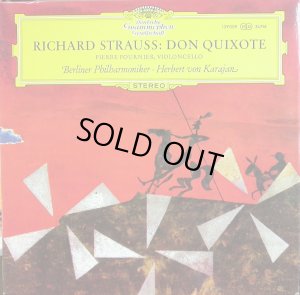 Deutsche
Grammophon
Gesellschaft
RICHARD STRAUSS: DON QUIXOTE
PIERRE FOURNIER, VIOLONCELLO
Berliner Philharmoniker · Herbert von Karajan
STEREO
SOLD OUT